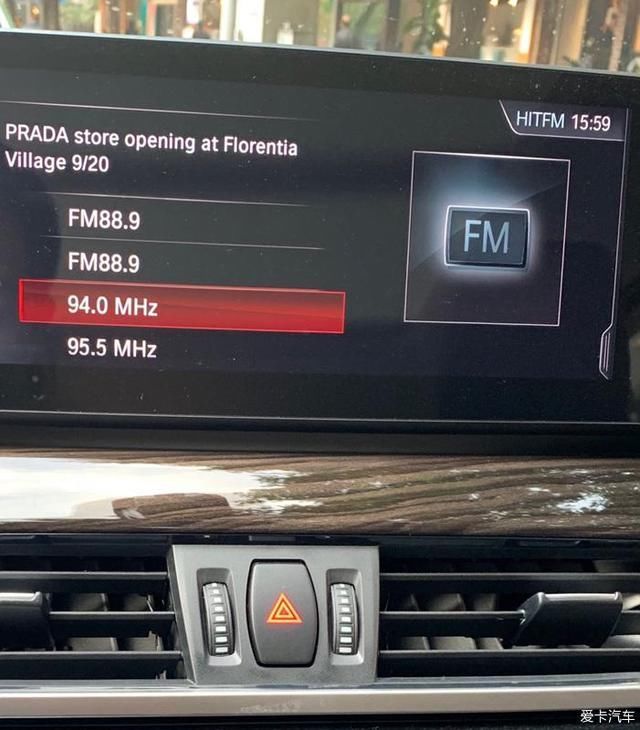 HITFM 15:59
PRADA store opening at Florentia
Village 9/20
FM88.9
FM88.9
94.0 MHz
95.5 MHz
FM
爱卡汽车